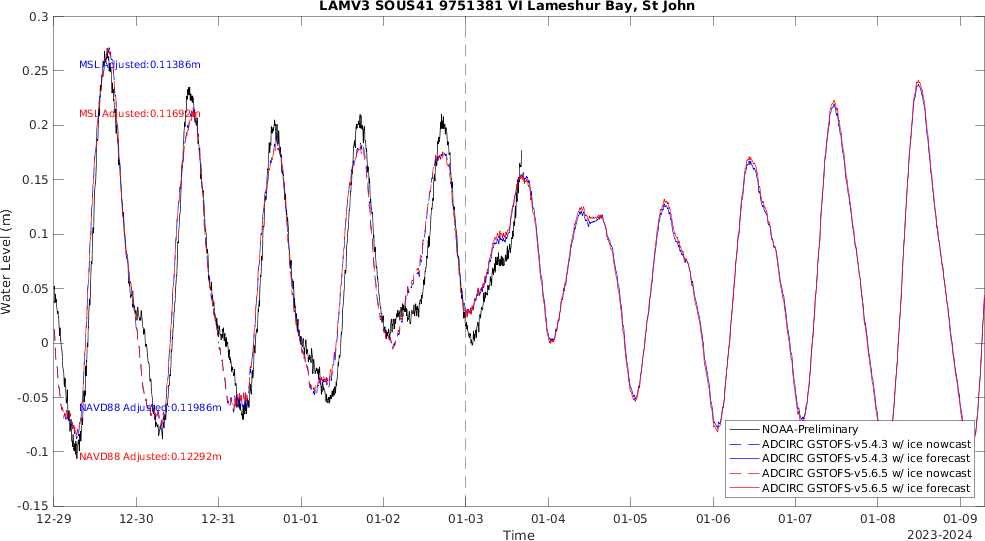 LAMV3 SOUS41 9751381 VI Lameshur Bay, St John
0.3
0.25
0.2
0.15
0.1
0.05
0
-0.05
-0.1
-0.15
Water Level (m)
MSL Adjusted:0.11386m
MSL Adjusted:0.11692m
NAVD88 Adjusted:0.11986m
NAVD88 Adjusted:0.12292m
NOAA-Preliminary
ADCIRC GSTOFS-v5.4.3 w/ ice nowcast
ADCIRC GSTOFS-v5.4.3 w/ ice forecast
ADCIRC GSTOFS-v5.6.5 w/ ice nowcast
ADCIRC GSTOFS-v5.6.5 w/ ice forecast
12-29 12-30 12-31 01-01 01-02 01-03 01-04 01-05 01-06 01-07 01-08 01-09
Time
2023-2024